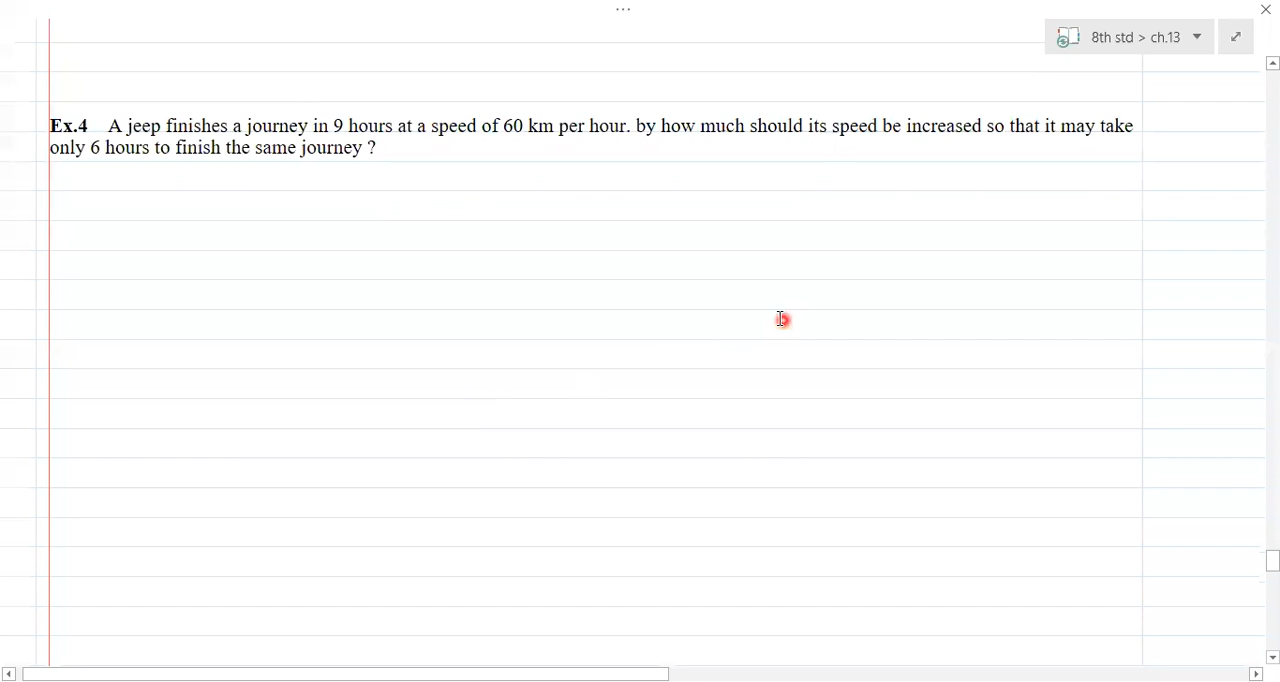 8th std > ch.13
Ex.4 A jeep finishes a journey in 9 hours at a speed of 60 km per hour. by how much should its speed be increased so that it may take
only 6 hours to finish the same journey ?